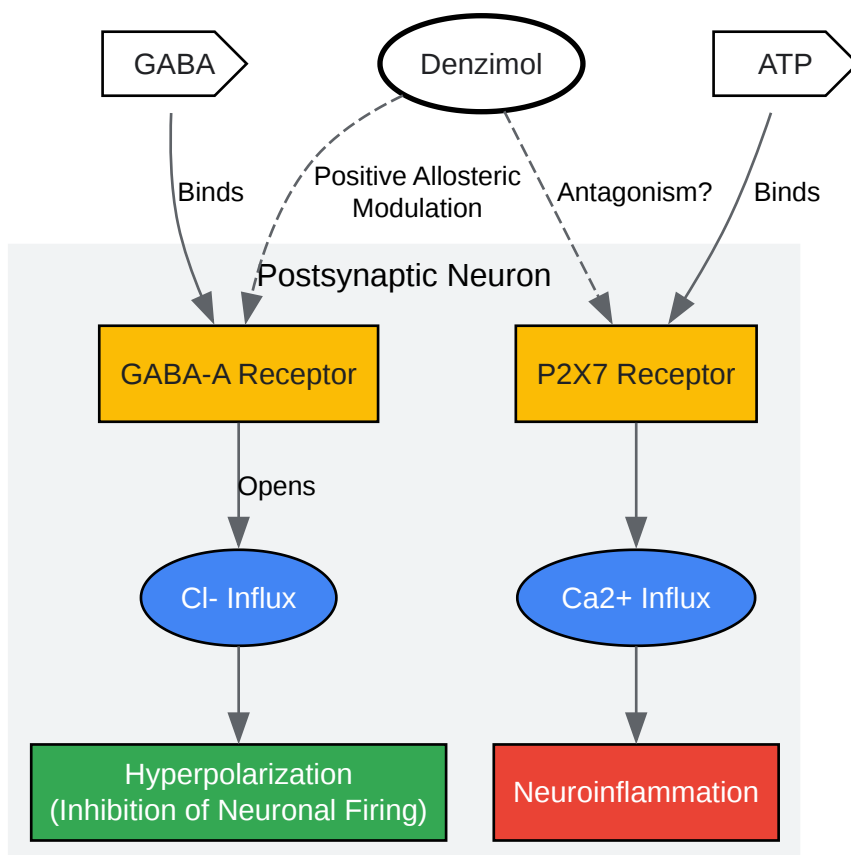 GABA
Denzimol
ATP
Binds
Positive Allosteric
Modulation
Antagonism?
Binds
Postsynaptic Neuron
GABA-A Receptor
P2X7 Receptor
Opens
Cl- Influx
Ca2+ Influx
Hyperpolarization
(Inhibition of Neuronal Firing)
Neuroinflammation